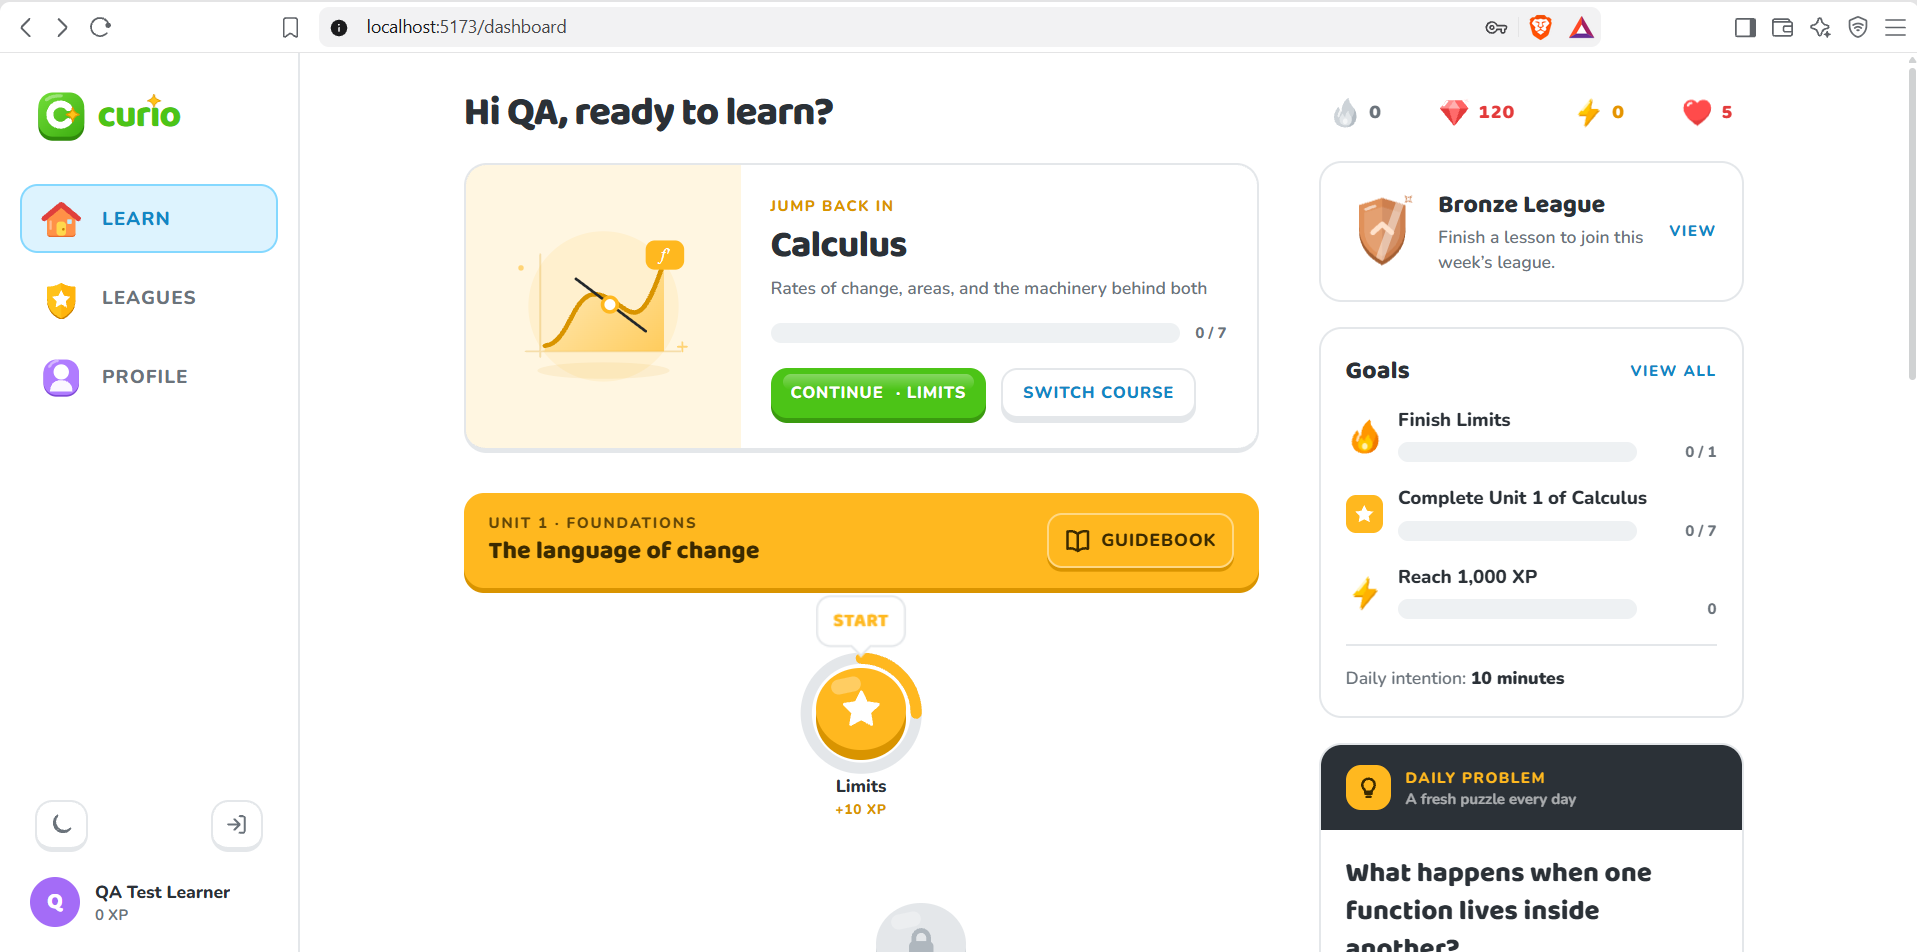 localhost:5173/dashboard
curio
LEARN
LEAGUES
PROFILE
QA Test Learner
0 XP
Q
Hi QA, ready to learn?
0
120
0
5
JUMP BACK IN
Calculus
Rates of change, areas, and the machinery behind both
0 / 7
CONTINUE · LIMITS
SWITCH COURSE
f
UNIT 1 · FOUNDATIONS
The language of change
GUIDEBOOK
START
Limits
+10 XP
Bronze League
Finish a lesson to join this
week's league.
VIEW
Goals
VIEW ALL
Finish Limits
0 / 1
Complete Unit 1 of Calculus
0 / 7
Reach 1,000 XP
0
Daily intention: 10 minutes
DAILY PROBLEM
A fresh puzzle every day
What happens when one
function lives inside
another?